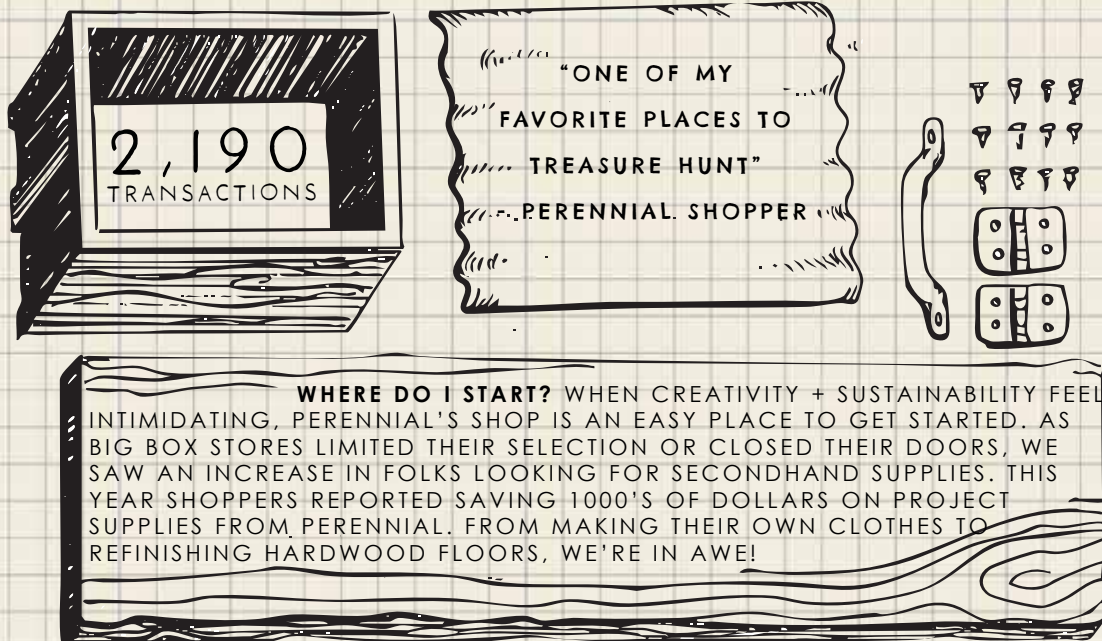 2,190
TRANSACTIONS
“ONE OF MY
FAVORITE PLACES TO
TREASURE HUNT”
PERENNIAL SHOPPER
WHERE DO I START? WHEN CREATIVITY + SUSTAINABILITY FEEL
INTIMIDATING, PERENNIAL’S SHOP IS AN EASY PLACE TO GET STARTED. AS
BIG BOX STORES LIMITED THEIR SELECTION OR CLOSED THEIR DOORS, WE
SAW AN INCREASE IN FOLKS LOOKING FOR SECONDHAND SUPPLIES. THIS
YEAR SHOPPERS REPORTED SAVING 1000’S OF DOLLARS ON PROJECT
SUPPLIES FROM PERENNIAL. FROM MAKING THEIR OWN CLOTHES TO
REFINISHING HARDWOOD FLOORS, WE’RE IN AWE!